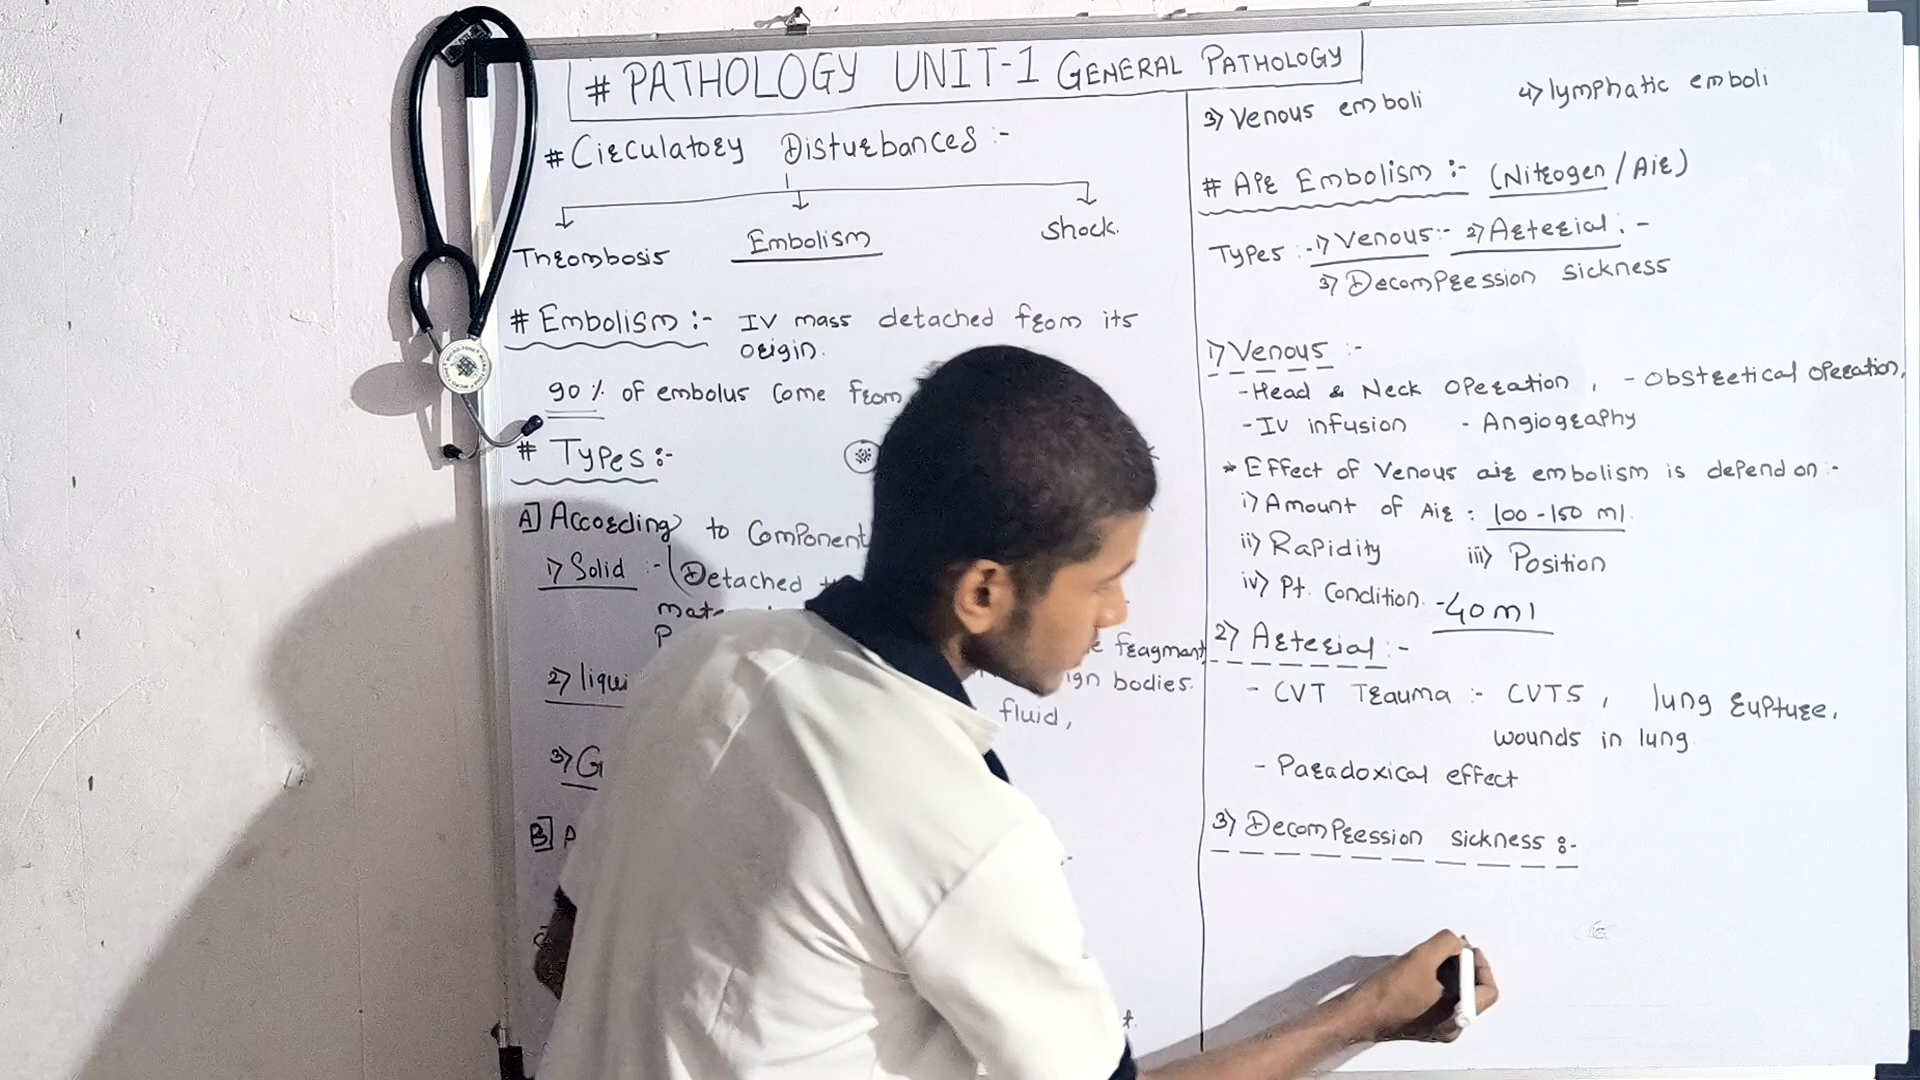 # PATHOLOGY UNIT-1 GENERAL PATHOLOGY
# Circulatory Disturbances :-
Thrombosis Embolism Shock.
# Embolism :- IV mass detached from its
origin.
90 % of embolus come from
# Types :-
A] According to Component
1) Solid :- Detached
2)
3) G
B]
fragment
bodies.
fluid,
3) Venous emboli 4) lymphatic emboli
# Air Embolism :- (Nitrogen / Air)
Types :- 1) Venous :- 2) Arterial :-
3) Decompression sickness
1) Venous :-
- Head & Neck operation , - Obstretical operation,
- IV infusion - Angiography
* Effect of Venous air embolism is depend on :-
i) Amount of Air : 100 - 150 ml.
ii) Rapidity iii) Position
iv) Pt. Condition. - 40 ml
2) Arterial :-
- CVT Trauma :- CVTS , lung rupture,
wounds in lung
- Paradoxical effect
3) Decompression sickness :-